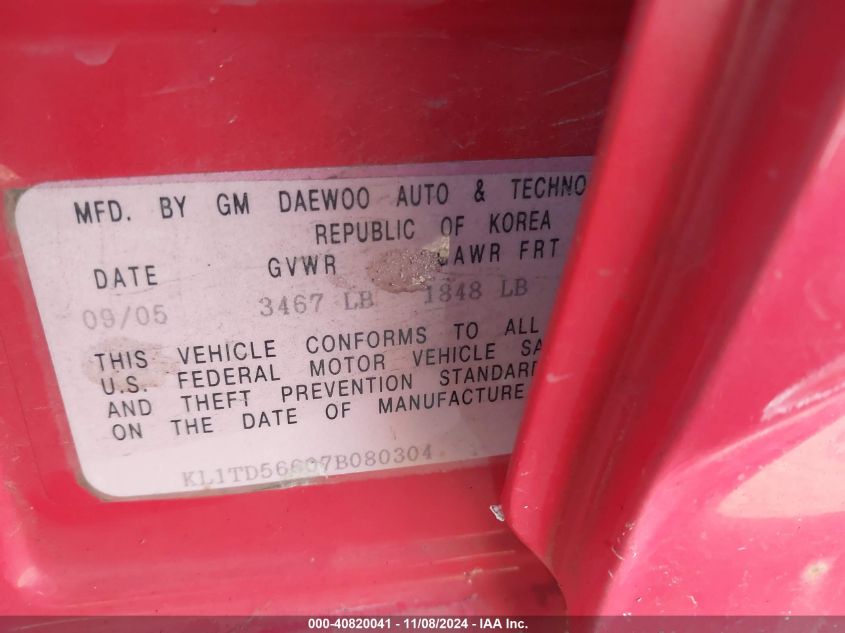 MFD. BY GM DAEWOO AUTO & TECHNO
REPUBLIC OF KOREA
DATE GVWR GAWR FRT
09/05 3467 LB 1848 LB
THIS VEHICLE CONFORMS TO ALL
U.S. FEDERAL MOTOR VEHICLE SA
AND THEFT PREVENTION STANDARD
ON THE DATE OF MANUFACTURE
KL1TD56607B080304
000-40820041 - 11/08/2024 - IAA Inc.